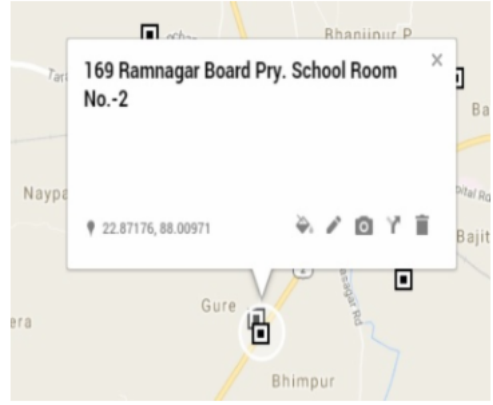 Bhanjipur P
169 Ramnagar Board Pry. School Room
No.-2
Ba
Naypa
22.87176, 88.00971
Bajit
Gure
era
Bhimpur